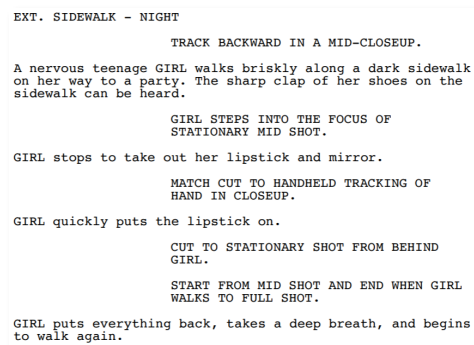 EXT. SIDEWALK - NIGHT
TRACK BACKWARD IN A MID-CLOSEUP.
A nervous teenage GIRL walks briskly along a dark sidewalk
on her way to a party. The sharp clap of her shoes on the
sidewalk can be heard.
GIRL STEPS INTO THE FOCUS OF
STATIONARY MID SHOT.
GIRL stops to take out her lipstick and mirror.
MATCH CUT TO HANDHELD TRACKING OF
HAND IN CLOSEUP.
GIRL quickly puts the lipstick on.
CUT TO STATIONARY SHOT FROM BEHIND
GIRL.
START FROM MID SHOT AND END WHEN GIRL
WALKS TO FULL SHOT.
GIRL puts everything back, takes a deep breath, and begins
to walk again.